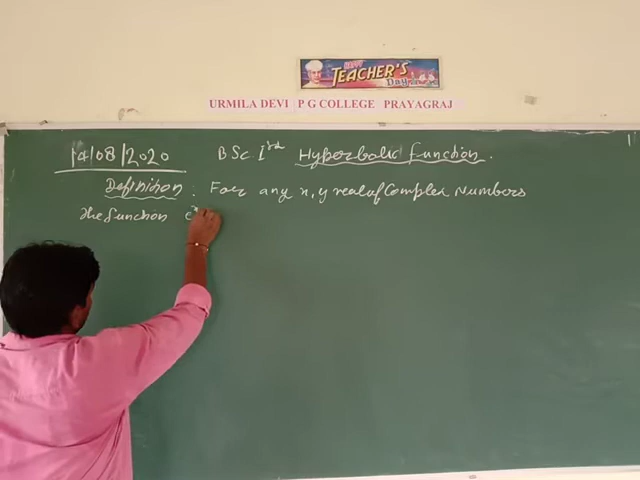 HAPPY
TEACHER'S
Day
URMILA DEVI P G COLLEGE PRAYAGRAJ
14/08/2020 BSc I Hyperbolic Function.
Definition : For any x, y real of Complex Numbers
The function e